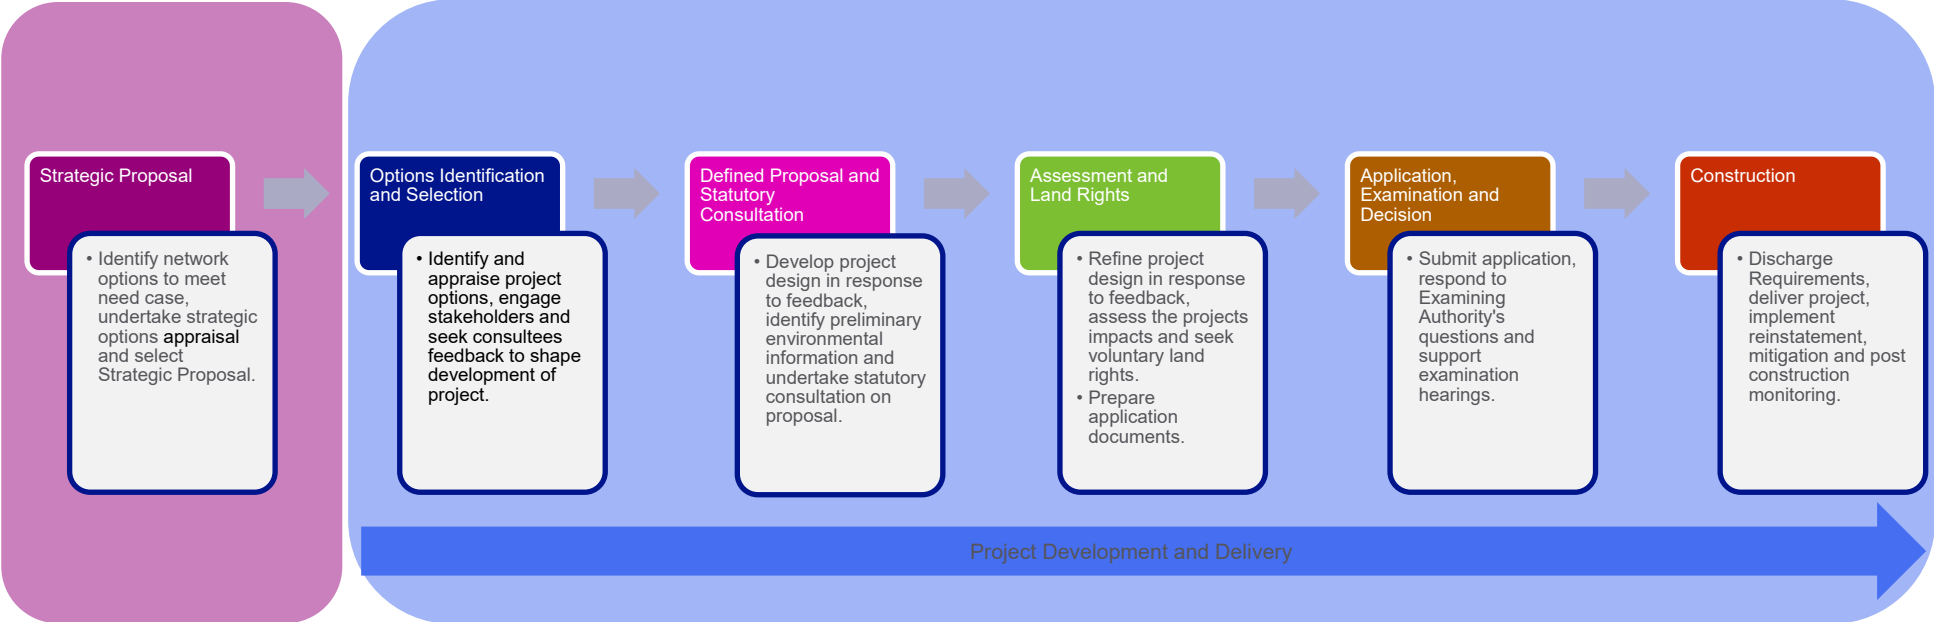 Strategic Proposal
• Identify network
options to meet
need case,
undertake strategic
options appraisal
and select
Strategic Proposal.
Options Identification
and Selection
• Identify and
appraise project
options, engage
stakeholders and
seek consultees
feedback to shape
development of
project.
Defined Proposal and
Statutory
Consultation
• Develop project
design in response
to feedback,
identify preliminary
environmental
information and
undertake statutory
consultation on
proposal.
Assessment and
Land Rights
• Refine project
design in response
to feedback,
assess the projects
impacts and seek
voluntary land
rights.
• Prepare
application
documents.
Application,
Examination and
Decision
• Submit application,
respond to
Examining
Authority's
questions and
support
examination
hearings.
Construction
• Discharge
Requirements,
deliver project,
implement
reinstatement,
mitigation and post
construction
monitoring.
Project Development and Delivery